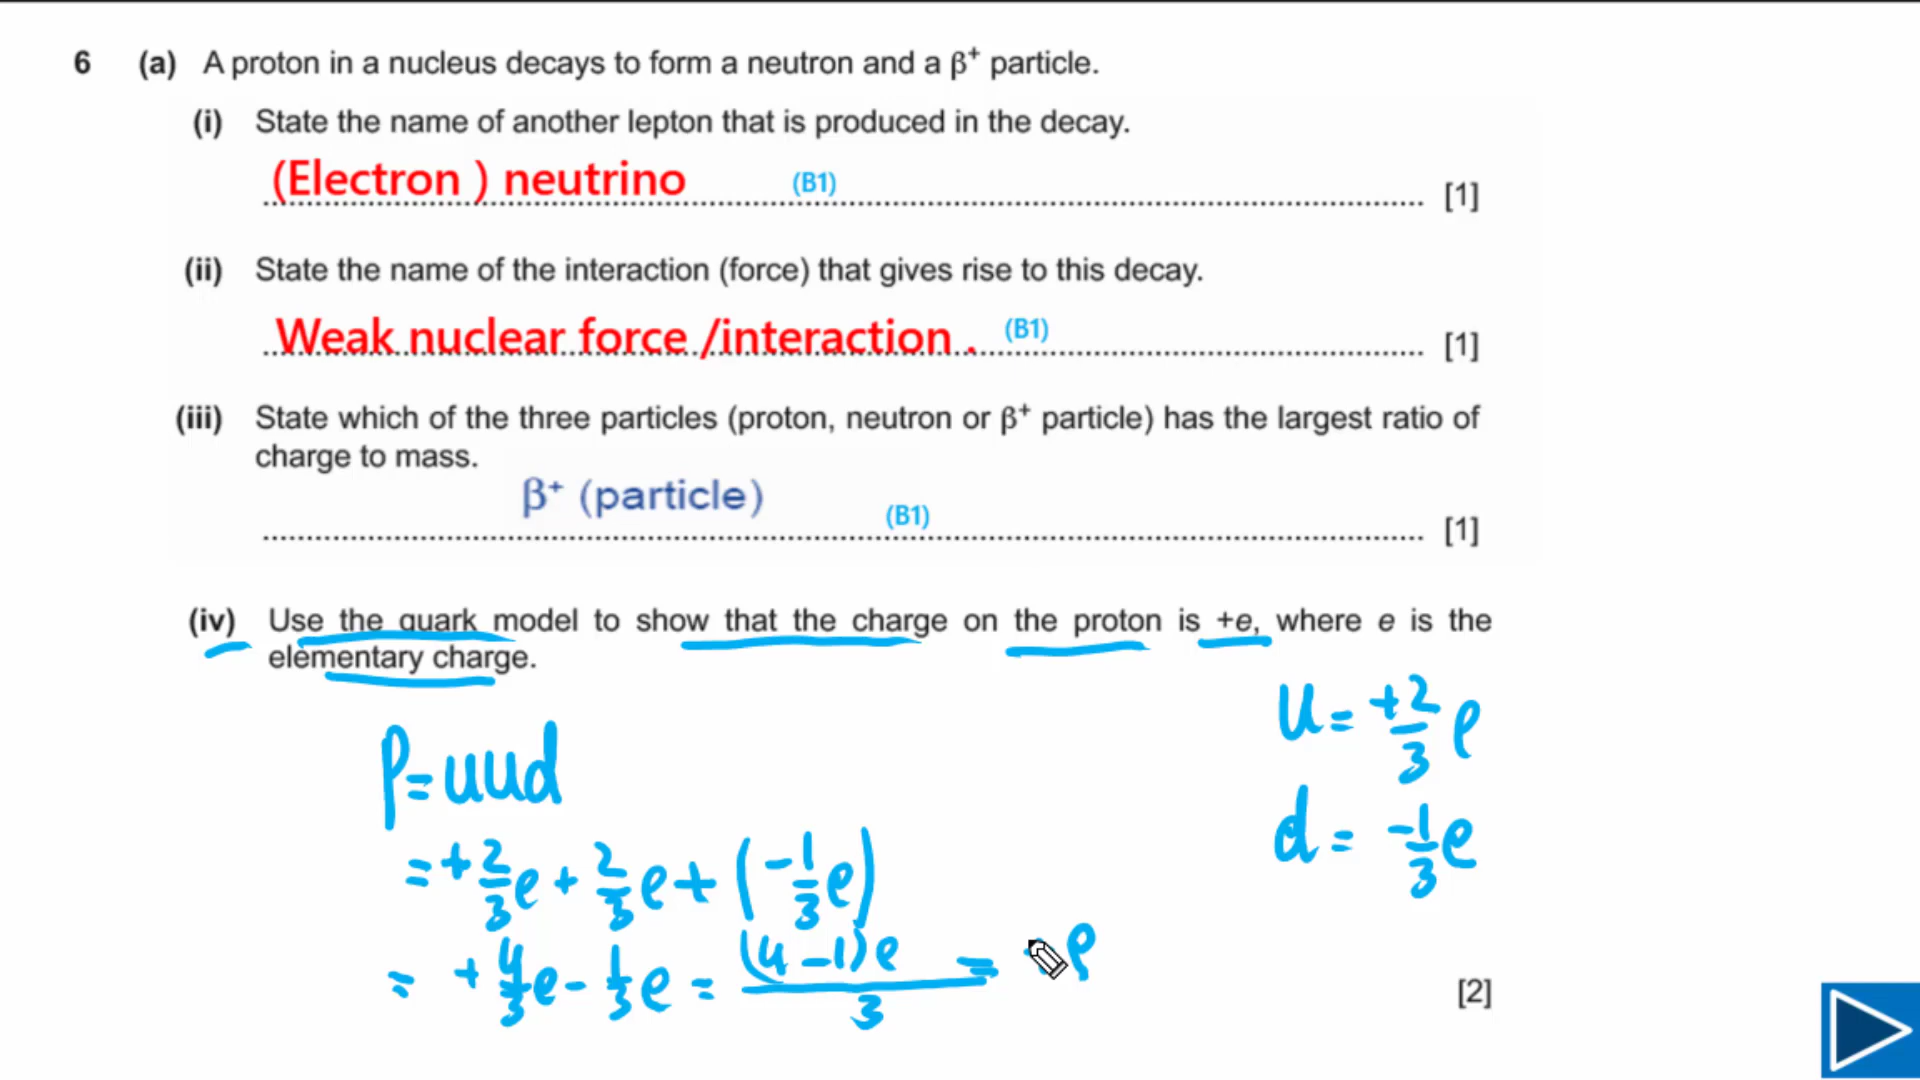 6 (a) A proton in a nucleus decays to form a neutron and a β⁺ particle.
(i) State the name of another lepton that is produced in the decay.
(Electron ) neutrino (B1) [1]
(ii) State the name of the interaction (force) that gives rise to this decay.
Weak nuclear force /interaction . (B1) [1]
(iii) State which of the three particles (proton, neutron or β⁺ particle) has the largest ratio of
charge to mass.
β⁺ (particle) (B1) [1]
(iv) Use the quark model to show that the charge on the proton is +e, where e is the
elementary charge.
u = +2/3 e
P = uud
d = -1/3 e
= +2/3 e + 2/3 e + (-1/3 e)
= +4/3 e - 1/3 e = (4-1)e/3 = +e
[2]